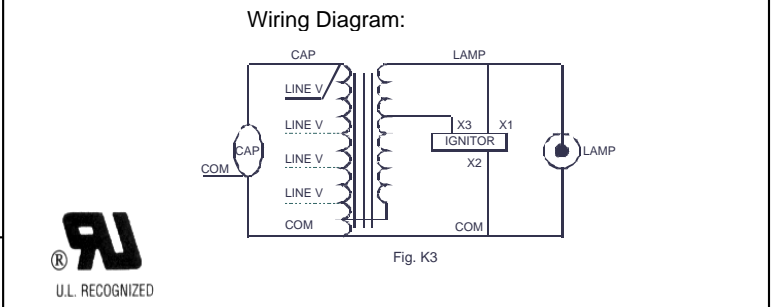 Wiring Diagram:
CAP
LAMP
LINE V
LINE V
X3 X1
IGNITOR
CAP
LAMP
LINE V
X2
COM
LINE V
COM
COM
Fig. K3
®
U.L. RECOGNIZED